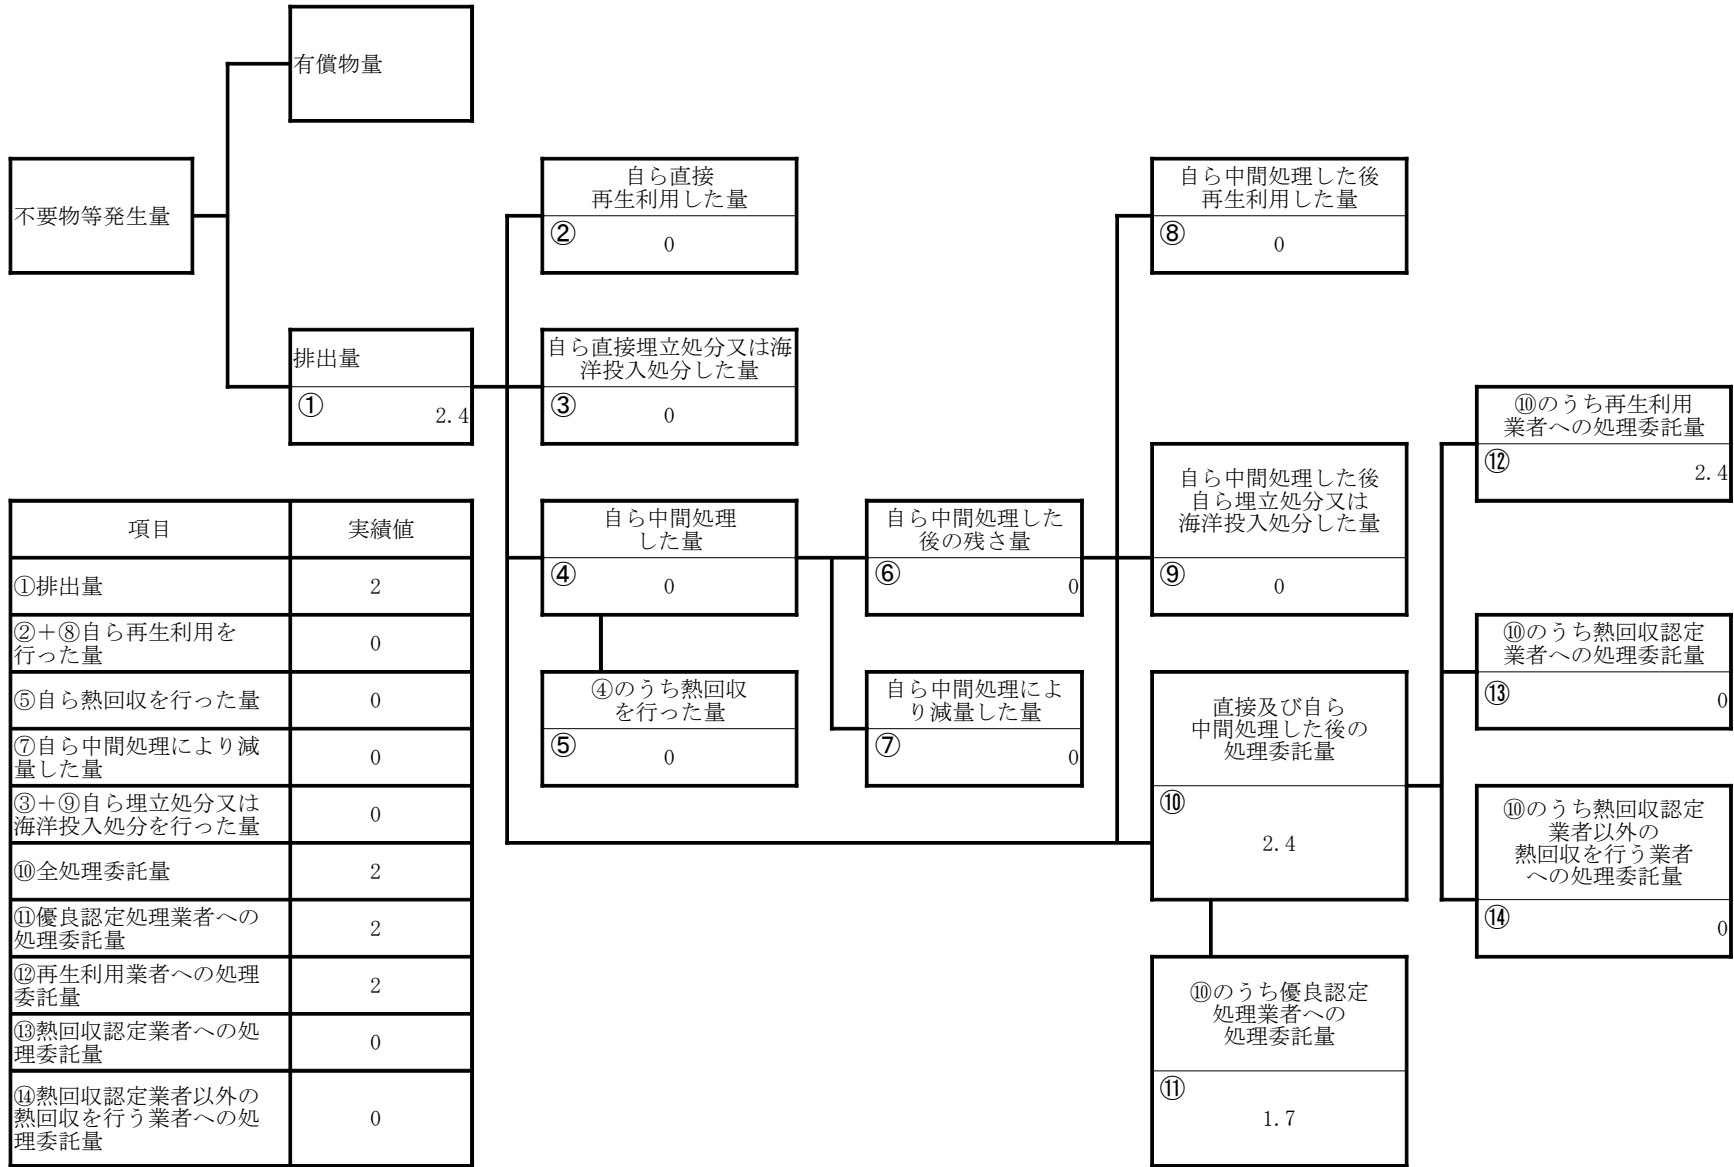 有償物量
不要物等発生量
自ら直接
再生利用した量
②
0
自ら中間処理した後
再生利用した量
⑧
0
排出量
①
2.4
自ら直接埋立処分又は海
洋投入処分した量
③
0
⑩のうち再生利用
業者への処理委託量
⑫
2.4
自ら中間処理した後
自ら埋立処分又は
海洋投入処分した量
⑨
0
自ら中間処理
した量
④
0
自ら中間処理した
後の残さ量
⑥
0
⑩のうち熱回収認定
業者への処理委託量
⑬
0
④のうち熱回収
を行った量
⑤
0
自ら中間処理によ
り減量した量
⑦
0
直接及び自ら
中間処理した後の
処理委託量
⑩
2.4
⑩のうち熱回収認定
業者以外の
熱回収を行う業者
への処理委託量
⑭
0
⑩のうち優良認定
処理業者への
処理委託量
⑪
1.7
項目 実績値
①排出量 2
②+⑧自ら再生利用を
行った量 0
⑤自ら熱回収を行った量 0
⑦自ら中間処理により減
量した量 0
③+⑨自ら埋立処分又は
海洋投入処分を行った量 0
⑩全処理委託量 2
⑪優良認定処理業者への
処理委託量 2
⑫再生利用業者への処理
委託量 2
⑬熱回収認定業者への処
理委託量 0
⑭熱回収認定業者以外の
熱回収を行う業者への処
理委託量 0